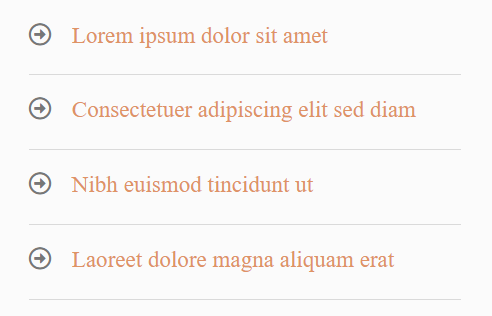 Lorem ipsum dolor sit amet
Consectetuer adipiscing elit sed diam
Nibh euismod tincidunt ut
Laoreet dolore magna aliquam erat